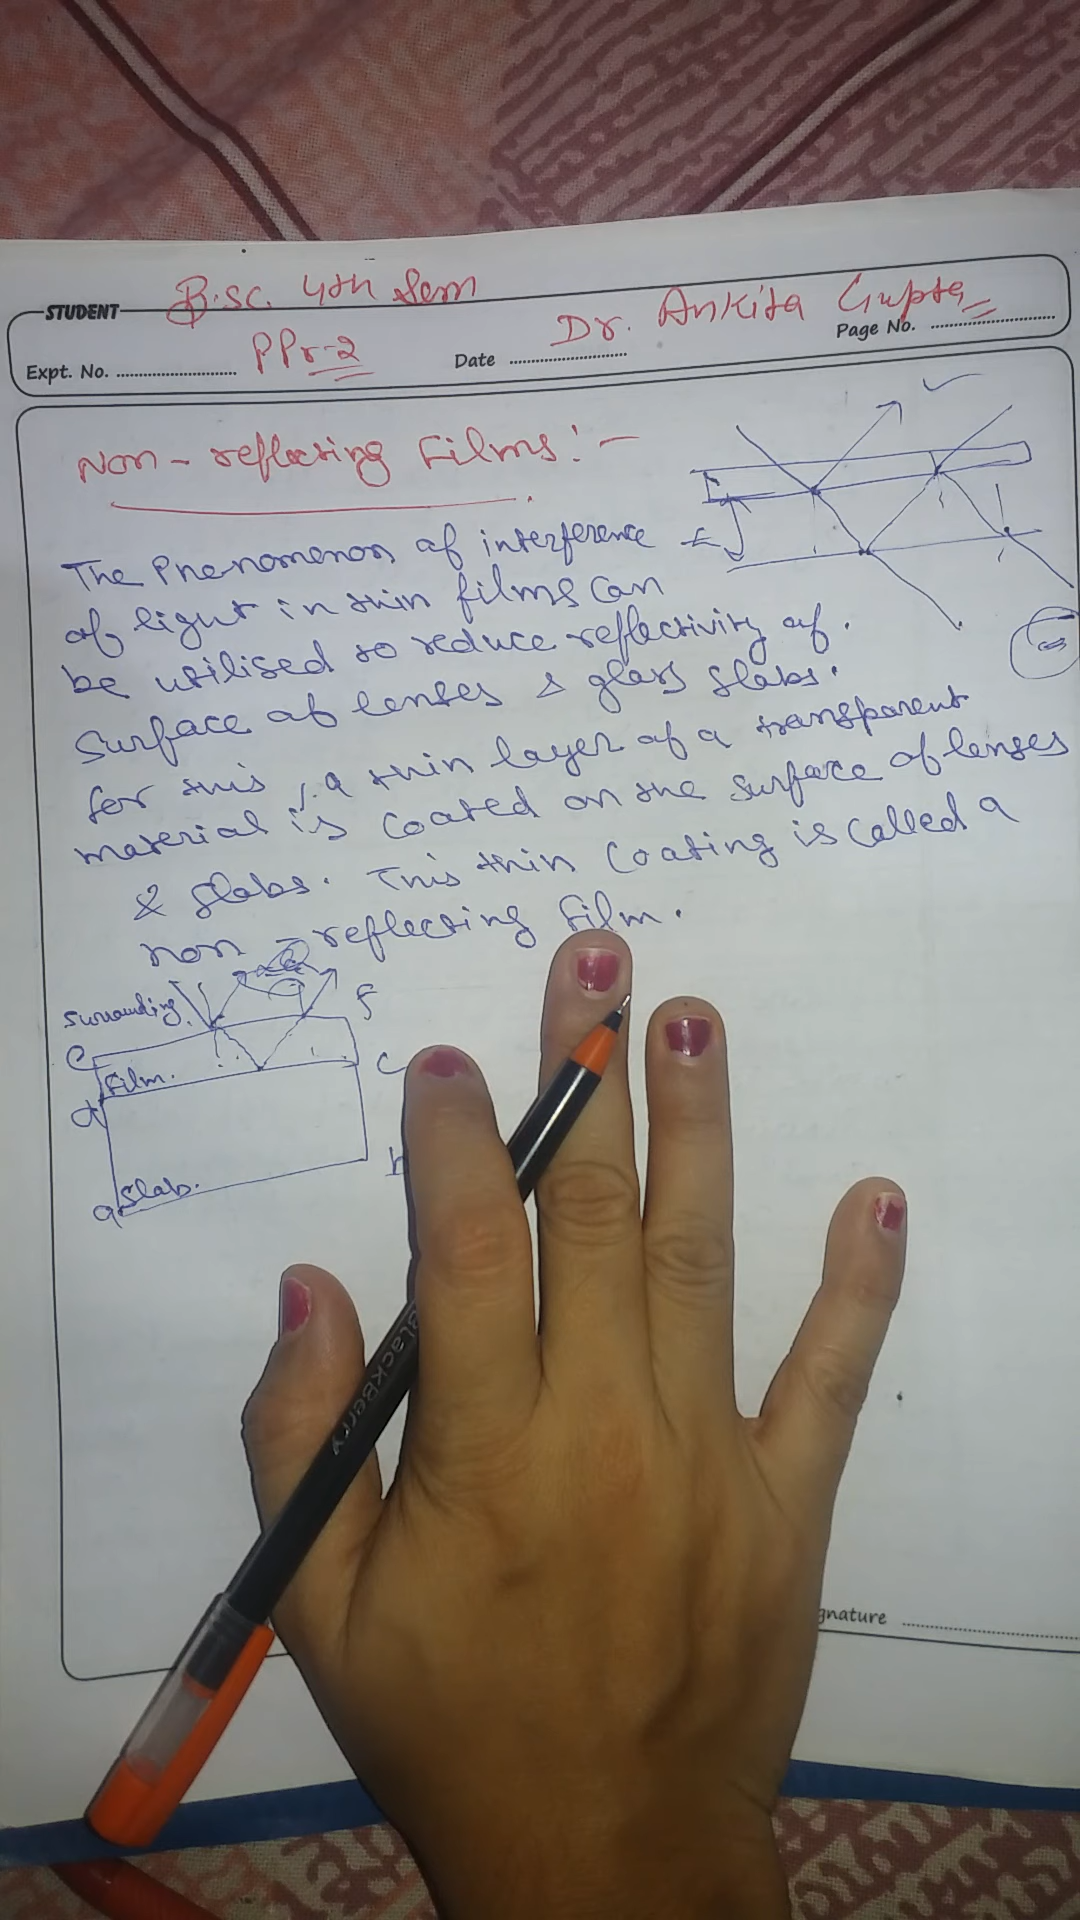 B.sc. 4th Sem
STUDENT
PPr-2
Dr. Ankita Gupta
Expt. No. ........................ Date ........................ Page No. ........................
Non-reflecting Films:-
The Phenomenon of interference
of light in thin films can
be utilised to reduce reflectivity of.
Surface of lenses & glass slabs.
for this, a thin layer of a transparent
material is coated on the surface of lenses
& slabs. This thin Coating is called a
non-reflecting film.
t
Surrounding
f
e
c
film.
d
b
Slab.
a
gnature ........................
BlackBerry